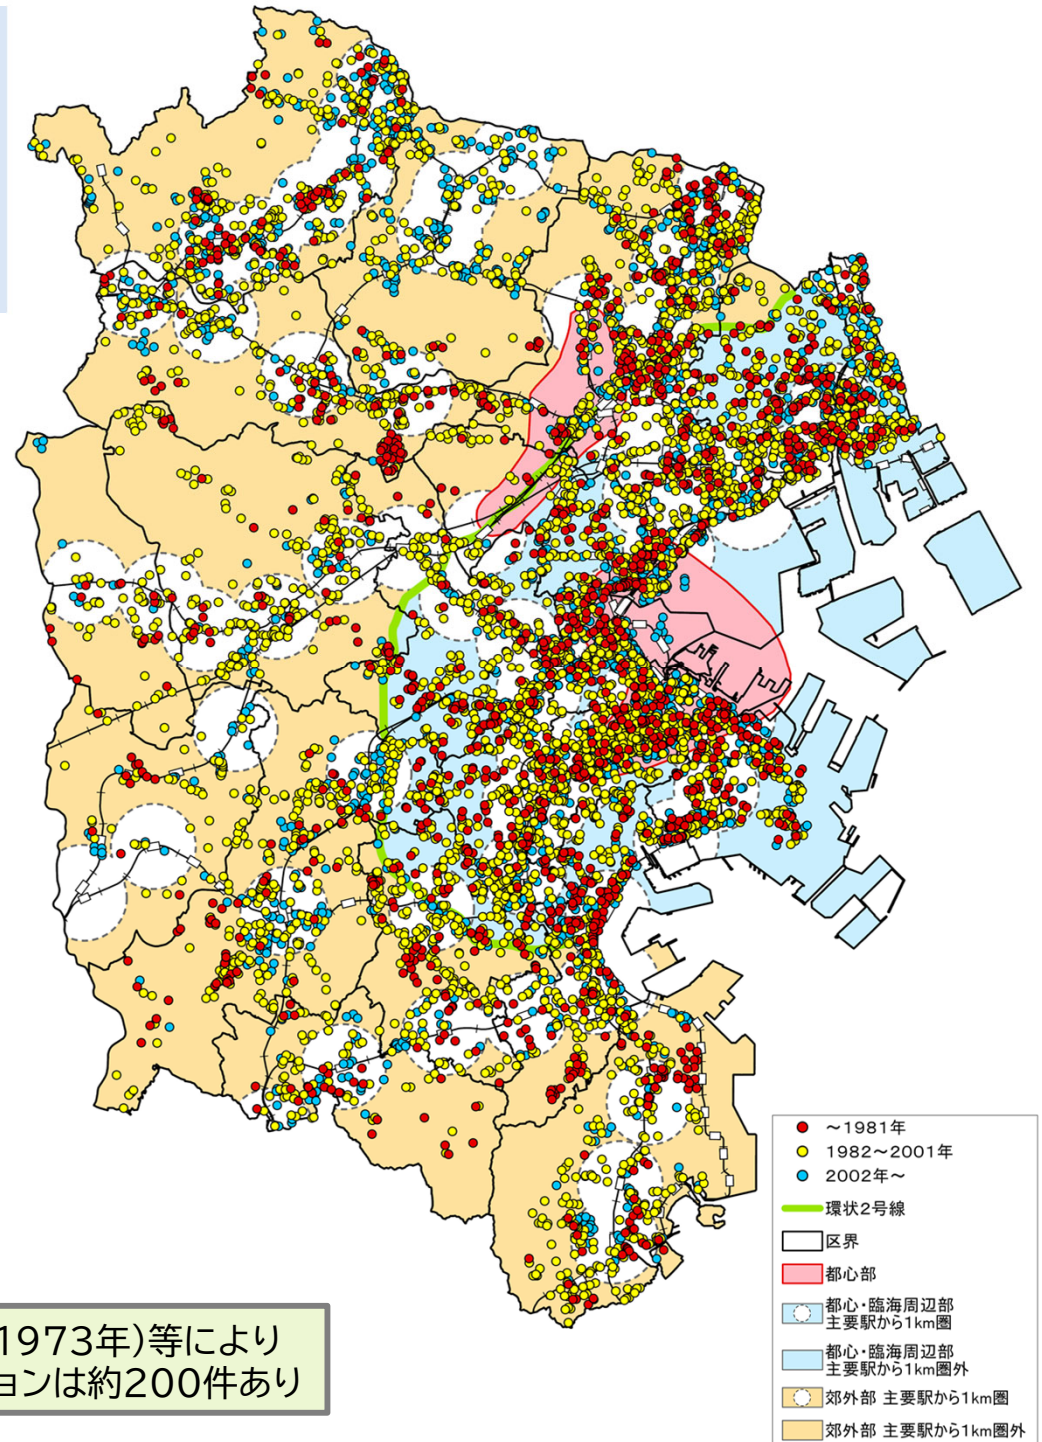 ～1981年
1982～2001年
2002年～
環状2号線
区界
都心部
都心・臨海周辺部
主要駅から1km圏
都心・臨海周辺部
主要駅から1km圏外
郊外部 主要駅から1km圏
郊外部 主要駅から1km圏外
1973年)等により
ョンは約200件あり